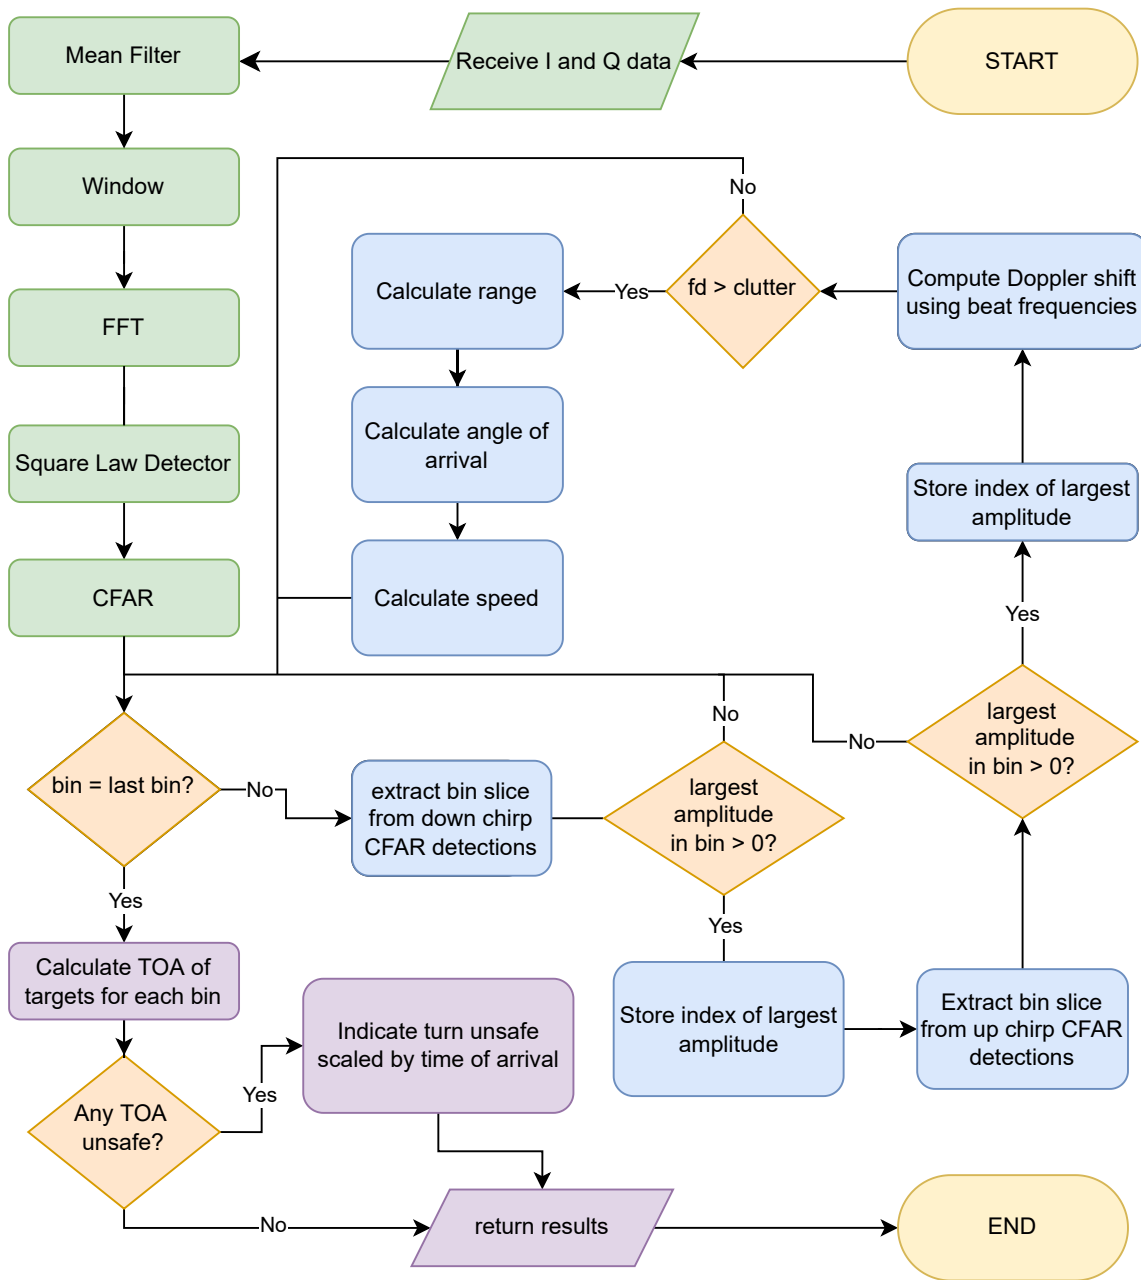 START
Receive I and Q data
Mean Filter
Window
FFT
Square Law Detector
CFAR
bin = last bin?
No
extract bin slice
from down chirp
CFAR detections
largest
amplitude
in bin > 0?
No
Yes
Store index of largest
amplitude
Extract bin slice
from up chirp CFAR
detections
largest
amplitude
in bin > 0?
No
Yes
Store index of largest
amplitude
Compute Doppler shift
using beat frequencies
fd > clutter
No
Yes
Calculate range
Calculate angle of
arrival
Calculate speed
Yes
Calculate TOA of
targets for each bin
Any TOA
unsafe?
Yes
Indicate turn unsafe
scaled by time of arrival
No
return results
END